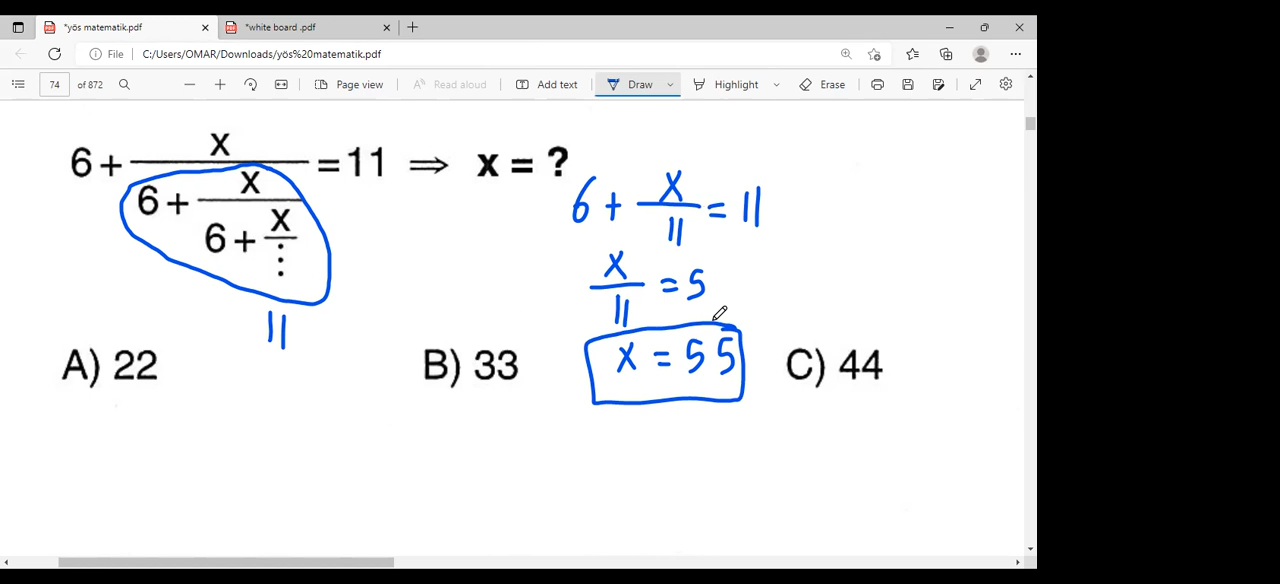 *yös matematik.pdf
*white board .pdf
File C:/Users/OMAR/Downloads/yös%20matematik.pdf
74 of 872 Page view Read aloud Add text Draw Highlight Erase
6 + x / (6 + x / (6 + x / ⋮)) = 11 ⇒ x = ?
11
6 + x / 11 = 11
x / 11 = 5
x = 55
A) 22 B) 33 C) 44